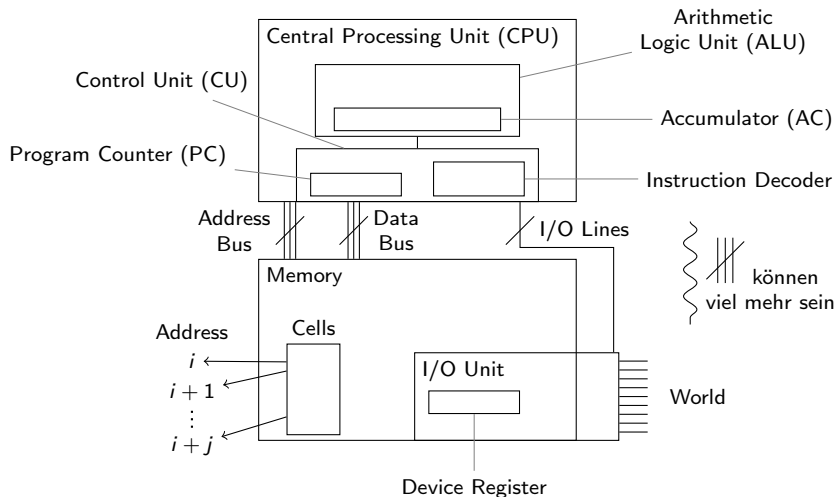 Arithmetic
Logic Unit (ALU)
Central Processing Unit (CPU)
Control Unit (CU)
Accumulator (AC)
Program Counter (PC)
Instruction Decoder
Address
Bus
Data
Bus
I/O Lines
können
viel mehr sein
Memory
Address
Cells
i
i + 1
⋮
i + j
I/O Unit
World
Device Register